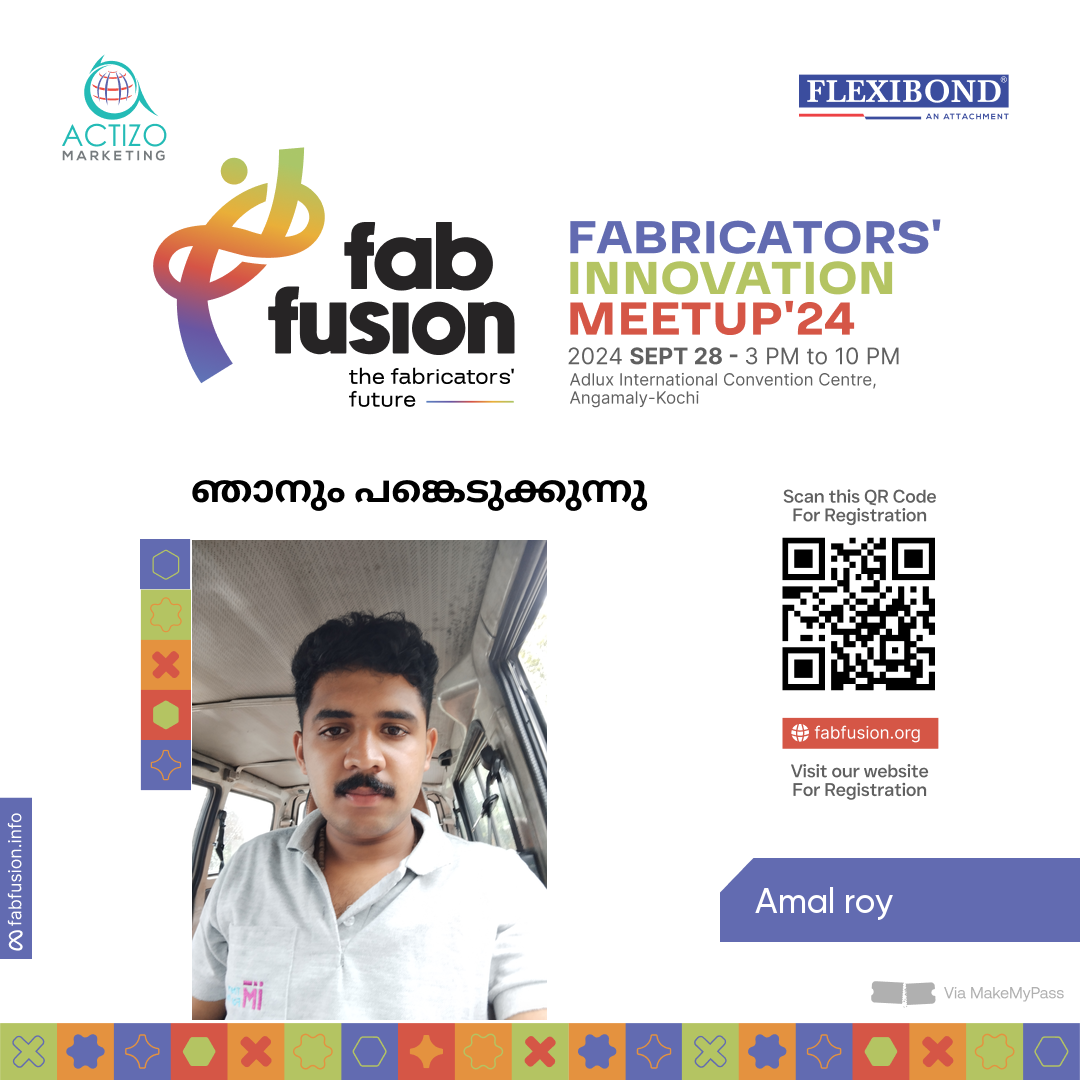 ACTIZO
MARKETING
FLEXIBOND®
AN ATTACHMENT
fab
fusion
the fabricators'
future
FABRICATORS'
INNOVATION
MEETUP'24
2024 SEPT 28 - 3 PM to 10 PM
Adlux International Convention Centre,
Angamaly-Kochi
ഞാനും പങ്കെടുക്കുന്നു
Scan this QR Code
For Registration
fabfusion.org
Visit our website
For Registration
fabfusion.info
Amal roy
Mi
Via MakeMyPass